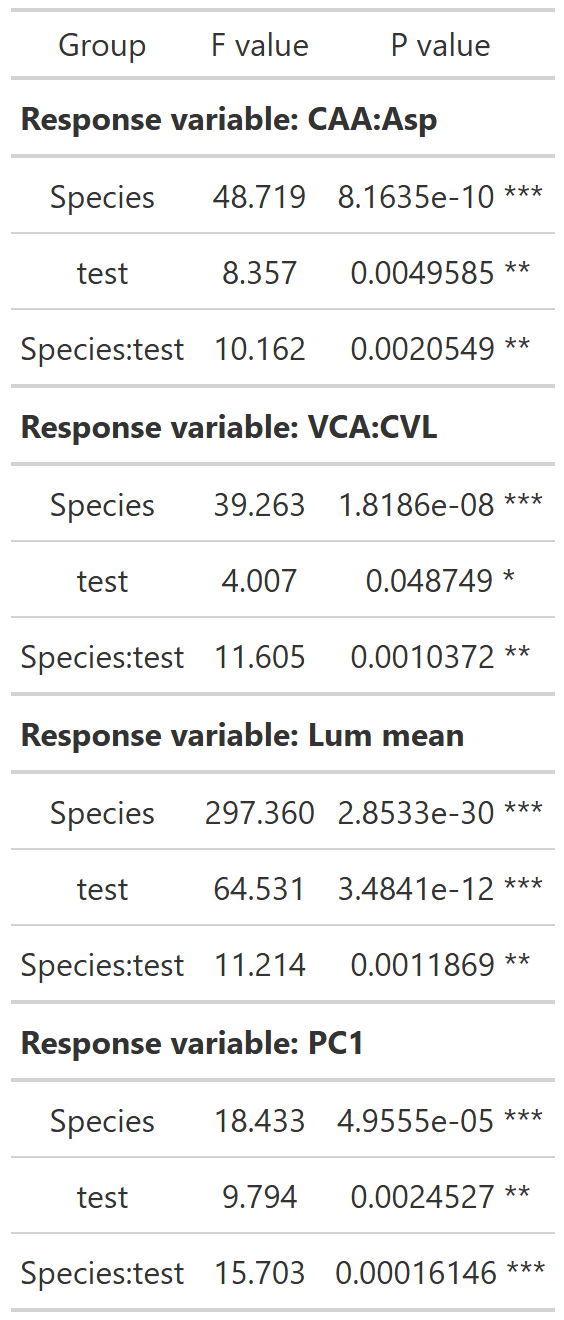 Group F value P value
Response variable: CAA:Asp
Species 48.719 8.1635e-10 ***
test 8.357 0.0049585 **
Species:test 10.162 0.0020549 **
Response variable: VCA:CVL
Species 39.263 1.8186e-08 ***
test 4.007 0.048749 *
Species:test 11.605 0.0010372 **
Response variable: Lum mean
Species 297.360 2.8533e-30 ***
test 64.531 3.4841e-12 ***
Species:test 11.214 0.0011869 **
Response variable: PC1
Species 18.433 4.9555e-05 ***
test 9.794 0.0024527 **
Species:test 15.703 0.00016146 ***